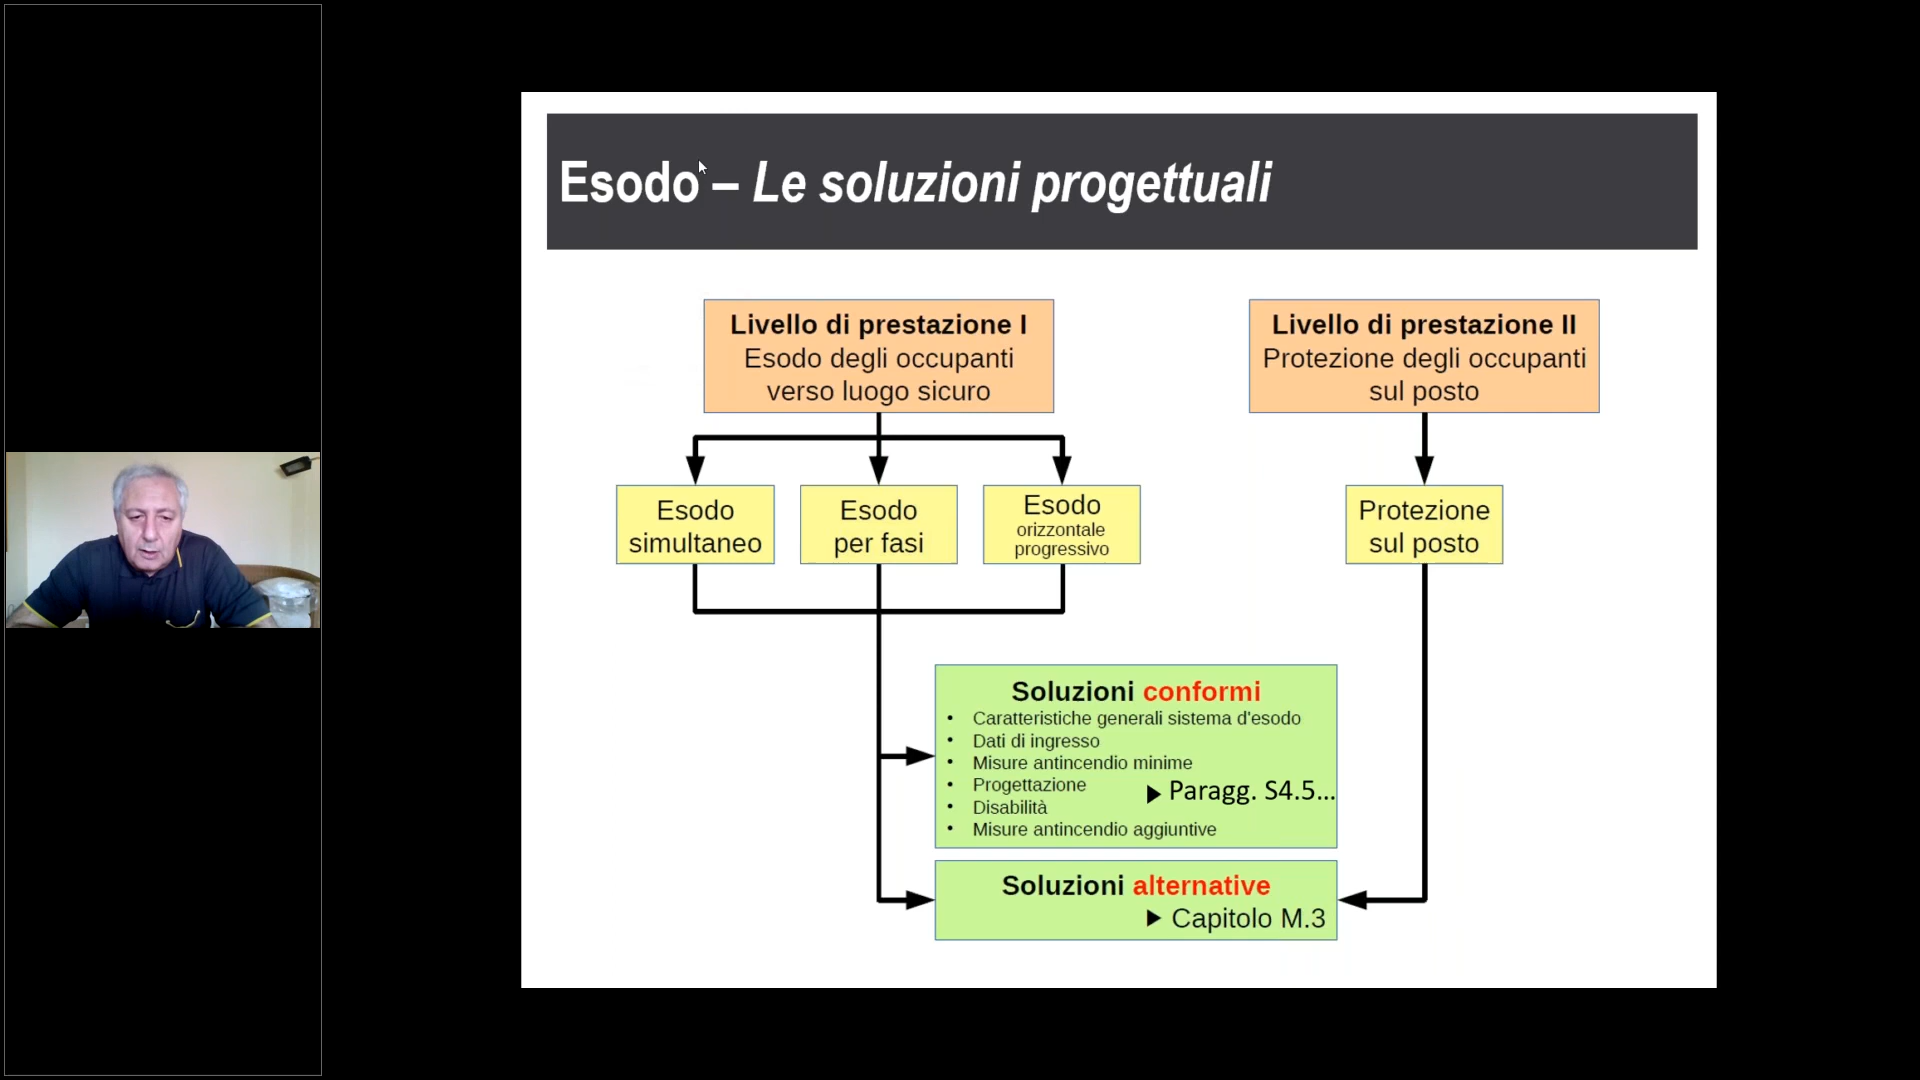 Esodo – Le soluzioni progettuali
Livello di prestazione I
Esodo degli occupanti
verso luogo sicuro
Livello di prestazione II
Protezione degli occupanti
sul posto
Esodo
simultaneo
Esodo
per fasi
Esodo
orizzontale
progressivo
Protezione
sul posto
Soluzioni conformi
• Caratteristiche generali sistema d'esodo
• Dati di ingresso
• Misure antincendio minime
• Progettazione
• Disabilità
• Misure antincendio aggiuntive
▶ Paragg. S4.5...
Soluzioni alternative
▶ Capitolo M.3